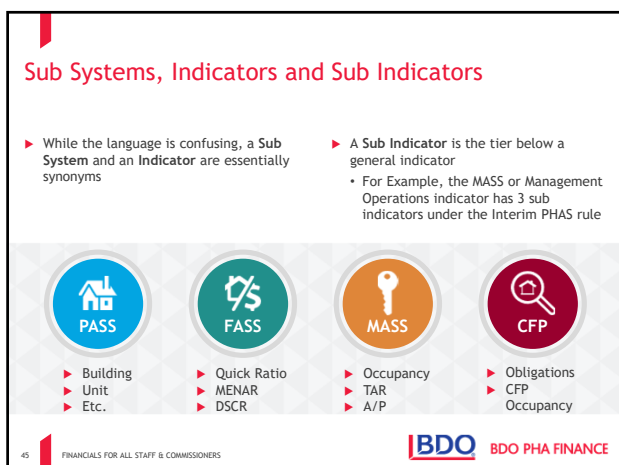 Sub Systems, Indicators and Sub Indicators
► While the language is confusing, a Sub
System and an Indicator are essentially
synonyms
► A Sub Indicator is the tier below a
general indicator
• For Example, the MASS or Management
Operations indicator has 3 sub
indicators under the Interim PHAS rule
PASS
► Building
► Unit
► Etc.
FASS
► Quick Ratio
► MENAR
► DSCR
MASS
► Occupancy
► TAR
► A/P
CFP
► Obligations
► CFP
Occupancy
45
FINANCIALS FOR ALL STAFF & COMMISSIONERS
BDO
BDO PHA FINANCE